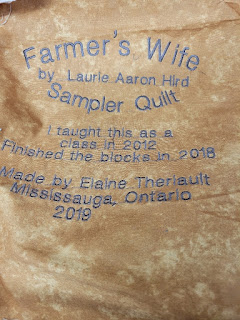 Farmer's Wife
by Laurie Aaron Hird
Sampler Quilt
I taught this as a
class in 2012
Finished the blocks in 2018
Made by Elaine Theriault
Mississauga, Ontario
2019